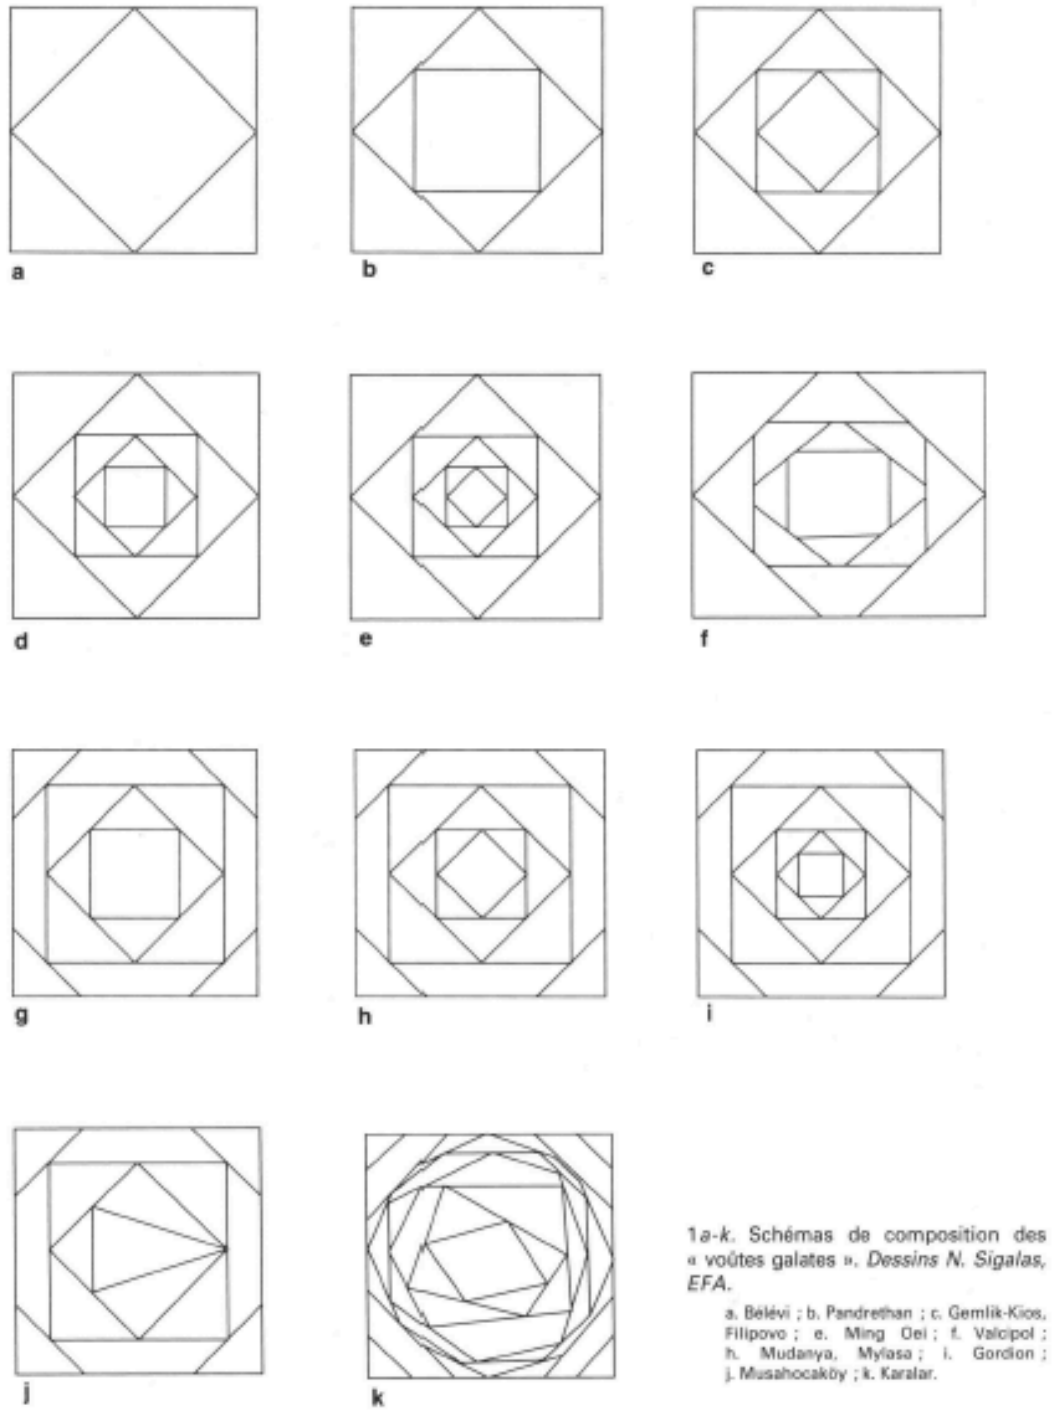 a
b
c
d
e
f
g
h
i
j
k
1a-k. Schémas de composition des
« voûtes galates ». Dessins N. Sigalas,
EFA.
a. Bélévi ; b. Pandrethan ; c. Gemlik-Kios,
Filipovo ; e. Ming Oei ; f. Valcipol ;
h. Mudanya, Mylasa ; i. Gordion ;
j. Musahocaköy ; k. Karalar.